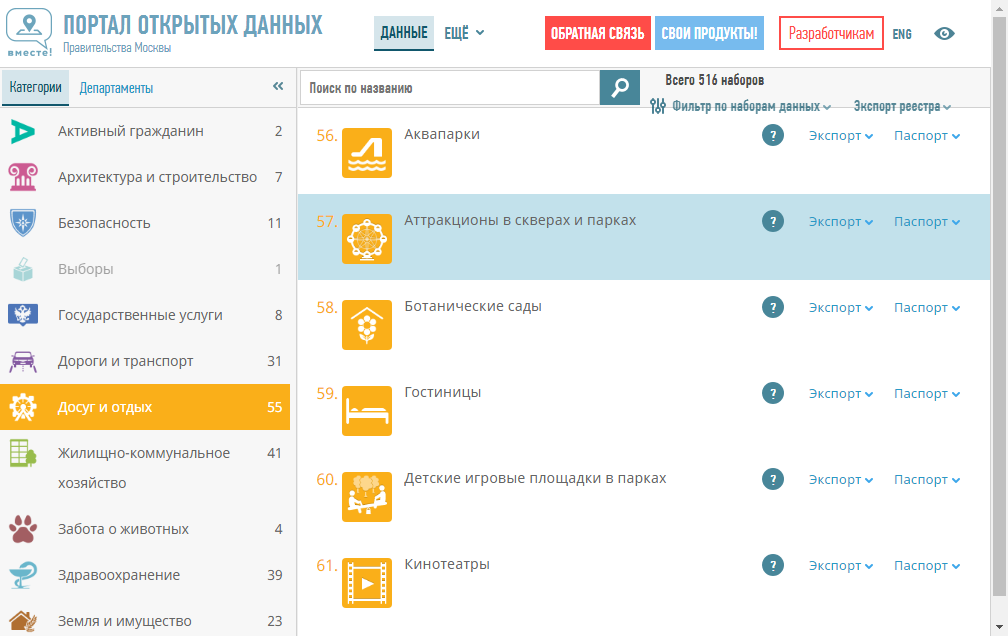 вместе!
ПОРТАЛ ОТКРЫТЫХ ДАННЫХ
Правительства Москвы
ДАННЫЕ
ЕЩЁ
ОБРАТНАЯ СВЯЗЬ
СВОИ ПРОДУКТЫ!
Разработчикам
ENG
Категории
Департаменты
«
Активный гражданин 2
Архитектура и строительство 7
Безопасность 11
Выборы 1
Государственные услуги 8
Дороги и транспорт 31
Досуг и отдых 55
Жилищно-коммунальное 41
хозяйство
Забота о животных 4
Здравоохранение 39
Земля и имущество 23
Поиск по названию
Всего 516 наборов
Фильтр по наборам данных
Экспорт реестра
56. Аквапарки ? Экспорт Паспорт
57. Аттракционы в скверах и парках ? Экспорт Паспорт
58. Ботанические сады ? Экспорт Паспорт
59. Гостиницы ? Экспорт Паспорт
60. Детские игровые площадки в парках ? Экспорт Паспорт
61. Кинотеатры ? Экспорт Паспорт